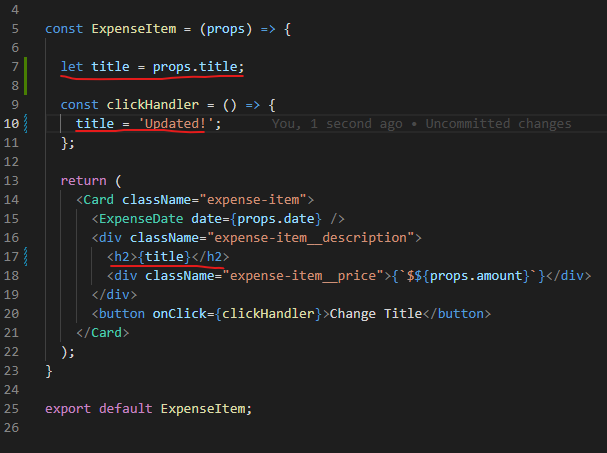 4
5 const ExpenseItem = (props) => {
6
7 let title = props.title;
8
9 const clickHandler = () => {
10 title = 'Updated!'; You, 1 second ago • Uncommitted changes
11 };
12
13 return (
14 <Card className="expense-item">
15 <ExpenseDate date={props.date} />
16 <div className="expense-item__description">
17 <h2>{title}</h2>
18 <div className="expense-item__price">{`$${props.amount}`}</div>
19 </div>
20 <button onClick={clickHandler}>Change Title</button>
21 </Card>
22 );
23 }
24
25 export default ExpenseItem;
26